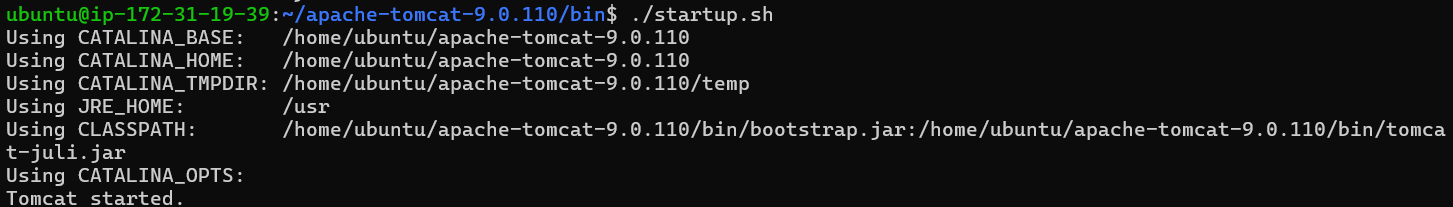 ubuntu@ip-172-31-19-39:~/apache-tomcat-9.0.110/bin$ ./startup.sh
Using CATALINA_BASE:   /home/ubuntu/apache-tomcat-9.0.110
Using CATALINA_HOME:   /home/ubuntu/apache-tomcat-9.0.110
Using CATALINA_TMPDIR: /home/ubuntu/apache-tomcat-9.0.110/temp
Using JRE_HOME:        /usr
Using CLASSPATH:       /home/ubuntu/apache-tomcat-9.0.110/bin/bootstrap.jar:/home/ubuntu/apache-tomcat-9.0.110/bin/tomca
t-juli.jar
Using CATALINA_OPTS:
Tomcat started.